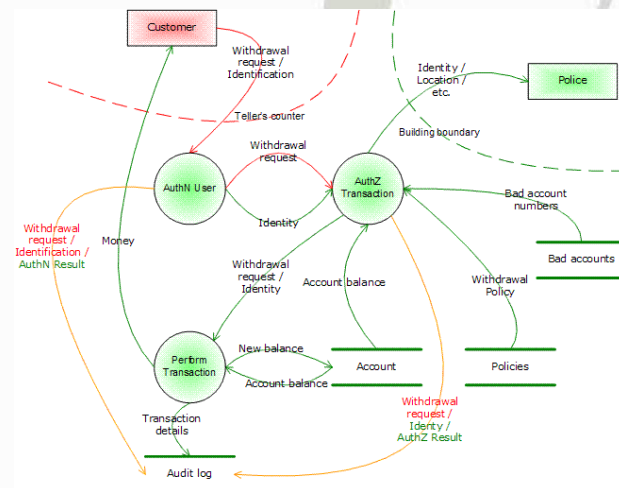 Customer
Withdrawal
request /
Identification
Identity /
Location /
etc.
Police
Teller's counter
Building boundary
Withdrawal
request
AuthN User
AuthZ
Transaction
Identity
Bad account
numbers
Bad accounts
Withdrawal
request /
Identification /
AuthN Result
Money
Withdrawal
request /
Identity
Account balance
Withdrawal
Policy
New balance
Perform
Transaction
Account balance
Account
Policies
Transaction
details
Withdrawal
request /
Identy /
AuthZ Result
Audit log